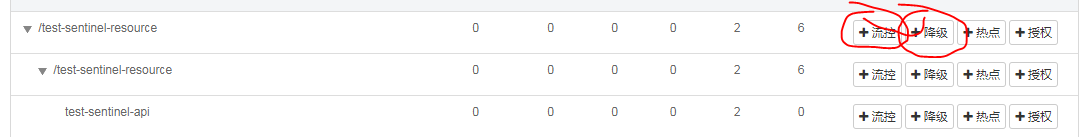 /test-sentinel-resource 0 0 0 0 2 6 流控 降级 热点 授权
/test-sentinel-resource 0 0 0 0 2 6 流控 降级 热点 授权
test-sentinel-api 0 0 0 0 2 0 流控 降级 热点 授权